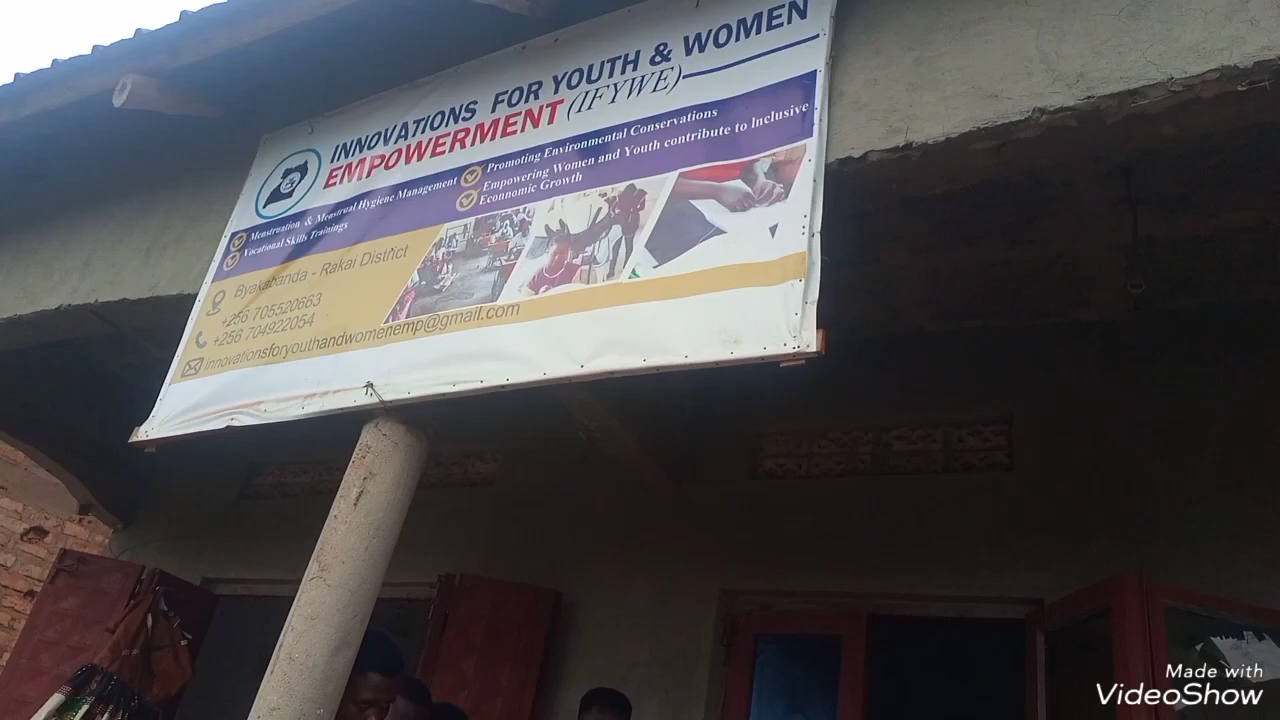 INNOVATIONS FOR YOUTH & WOMEN
EMPOWERMENT (IFYWE)
Menstruation & Menstrual Hygiene Management
Vocational Skills Trainings
Promoting Environmental Conservations
Empowering Women and Youth contribute to Inclusive
Econnomic Growth
Byakabanda - Rakai District
+256 705520663
+256 704922054
innovationsforyouthandwomenemp@gmail.com
Made with
VideoShow